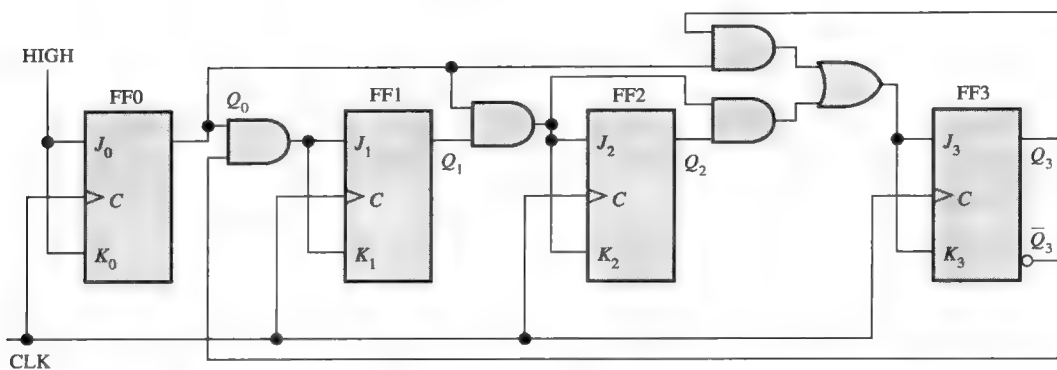 HIGH
FF0
Q₀
FF1
FF2
FF3
J₀
J₁
Q₁
J₂
Q₂
J₃
Q₃
C
C
C
C
K₀
K₁
K₂
K₃
Q̅₃
CLK